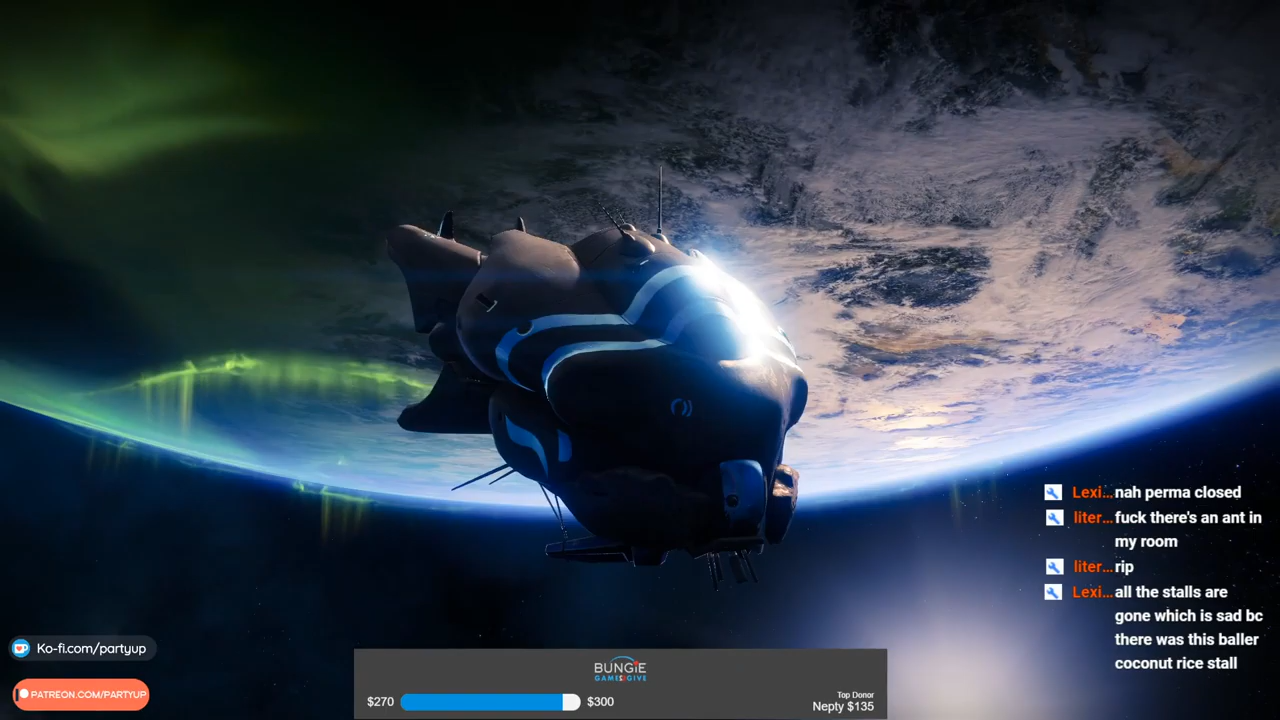 Lexi... nah perma closed
liter... fuck there's an ant in
my room
liter... rip
Lexi... all the stalls are
gone which is sad bc
there was this baller
coconut rice stall
Ko-fi.com/partyup
PATREON.COM/PARTYUP
BUNGiE
GAMES2GIVE
$270 $300
Top Donor
Nepty $135